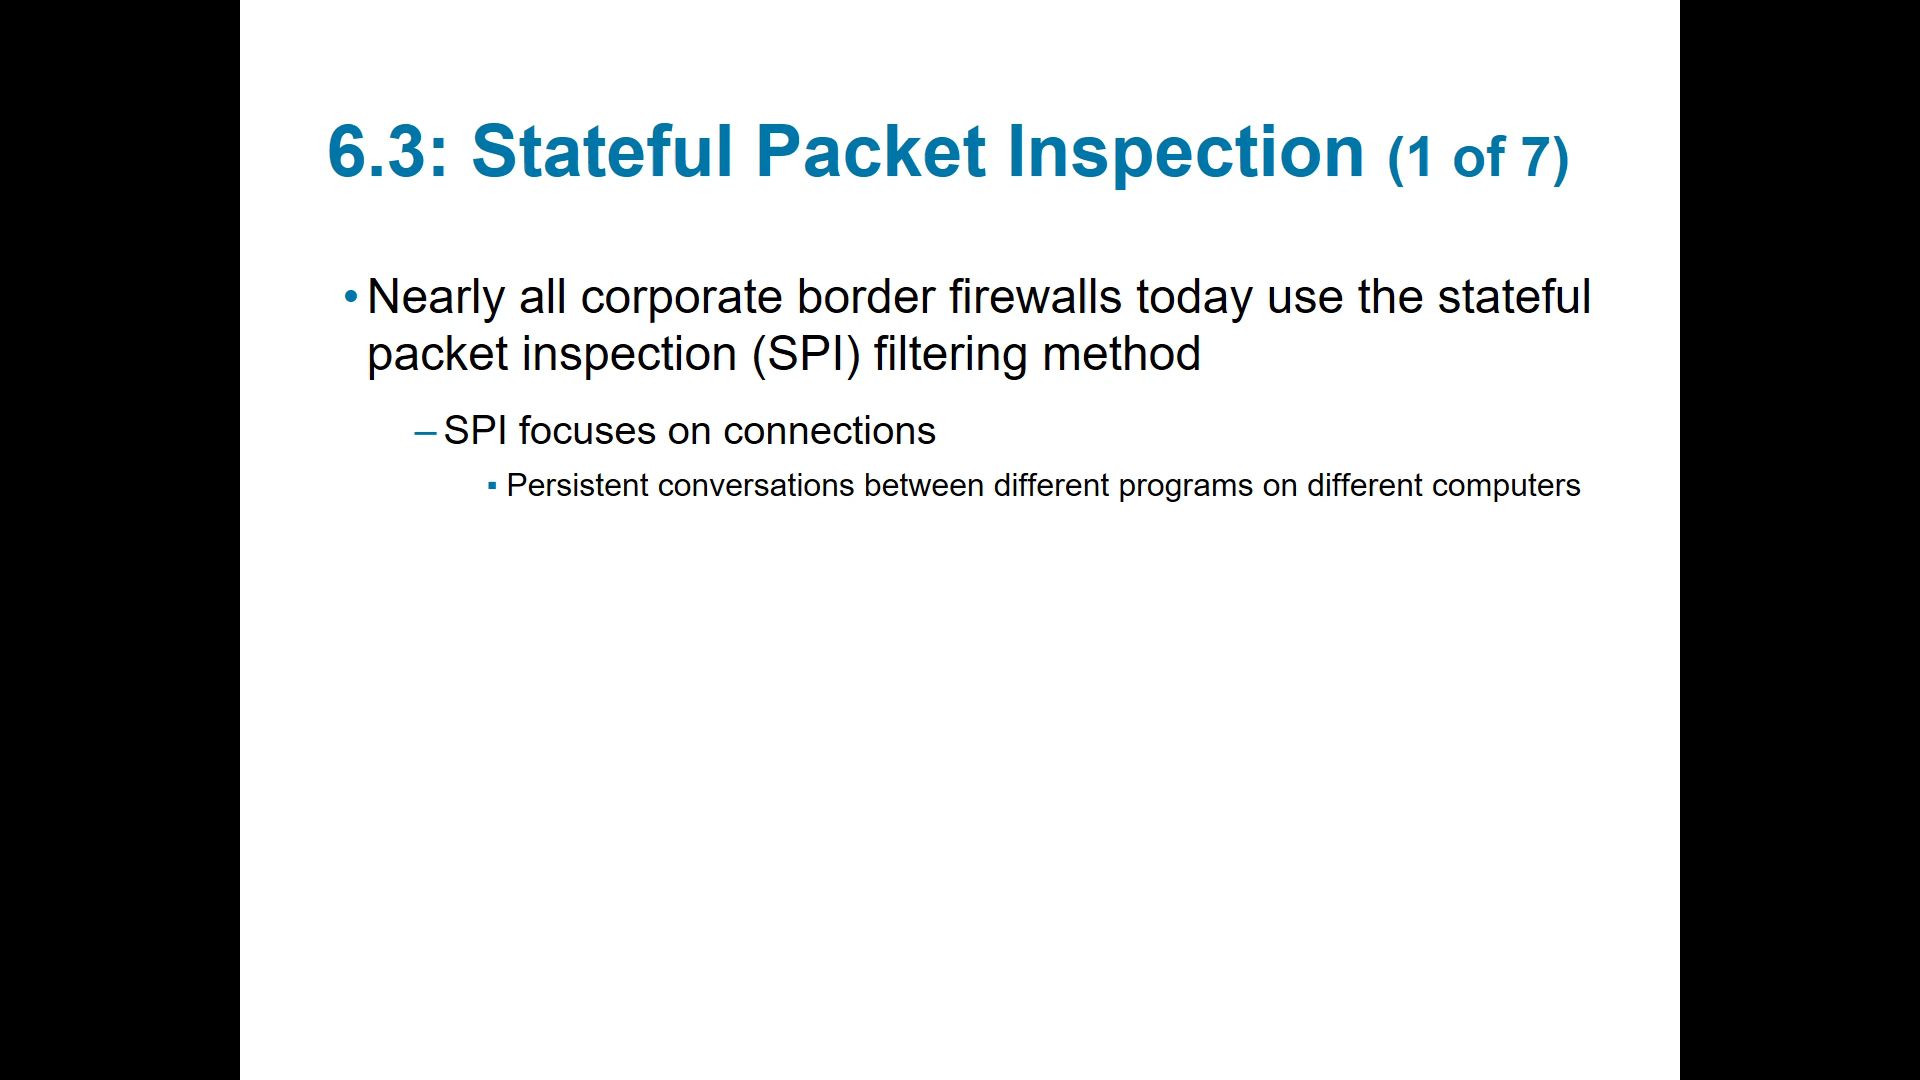 6.3: Stateful Packet Inspection (1 of 7)
• Nearly all corporate border firewalls today use the stateful
packet inspection (SPI) filtering method
– SPI focuses on connections
▪ Persistent conversations between different programs on different computers